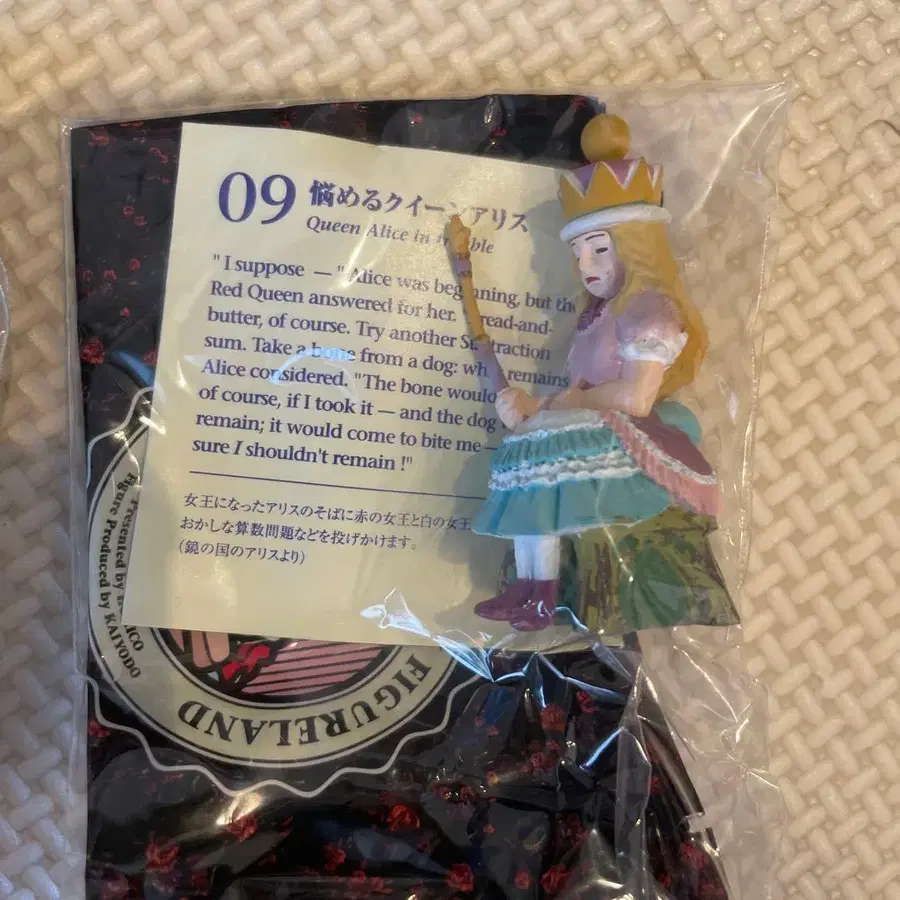 09 悩めるクイーンアリス
Queen Alice in
"I suppose — " Alice was beginning, but the
Red Queen answered for her. "Bread-and-
butter, of course. Try another Subtraction
sum. Take a bone from a dog: what remains
Alice considered. "The bone would
of course, if I took it — and the dog
remain; it would come to bite me —
sure I shouldn't remain !"
女王になったアリスのそばに赤の女王と白の女王
おかしな算数問題などを投げかけます。
(鏡の国のアリスより)
Presented by
Figure Produced by KAIYODO
FIGURELAND